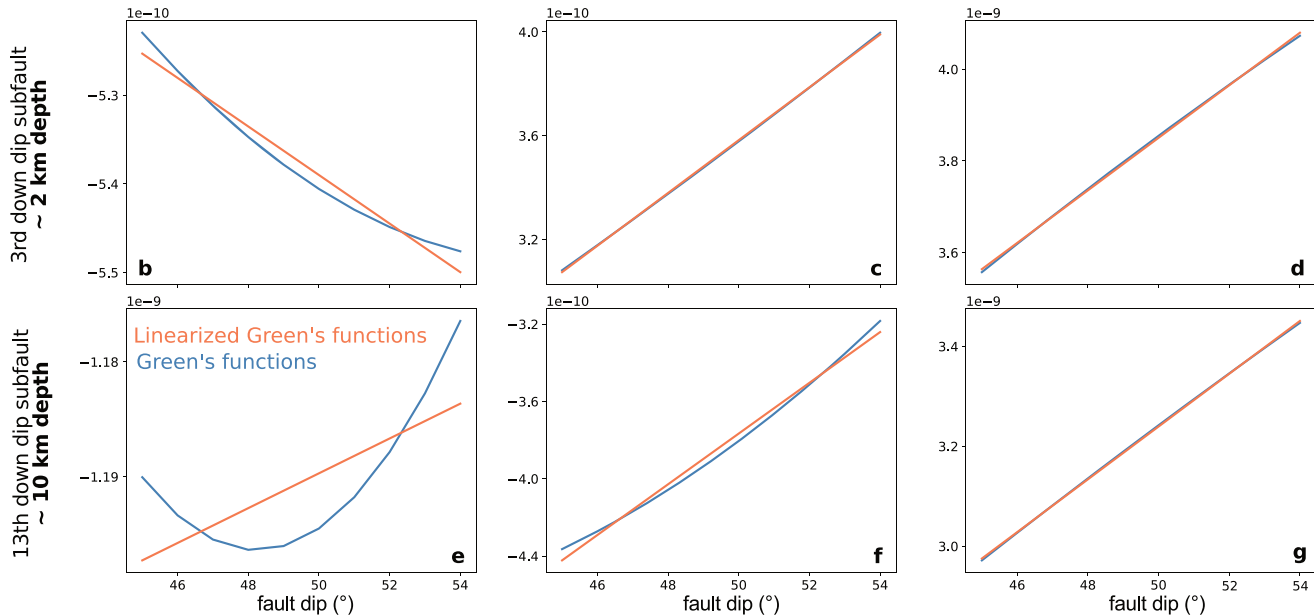 3rd down dip subfault
~ 2 km depth
1e−10
−5.3
−5.4
−5.5
b
1e−10
4.0
3.6
3.2
c
1e−9
4.0
3.8
3.6
d
13th down dip subfault
~ 10 km depth
1e−9
Linearized Green's functions
Green's functions
−1.18
−1.19
e
46 48 50 52 54
fault dip (°)
1e−10
−3.2
−3.6
−4.0
−4.4
f
46 48 50 52 54
fault dip (°)
1e−9
3.4
3.2
3.0
g
46 48 50 52 54
fault dip (°)